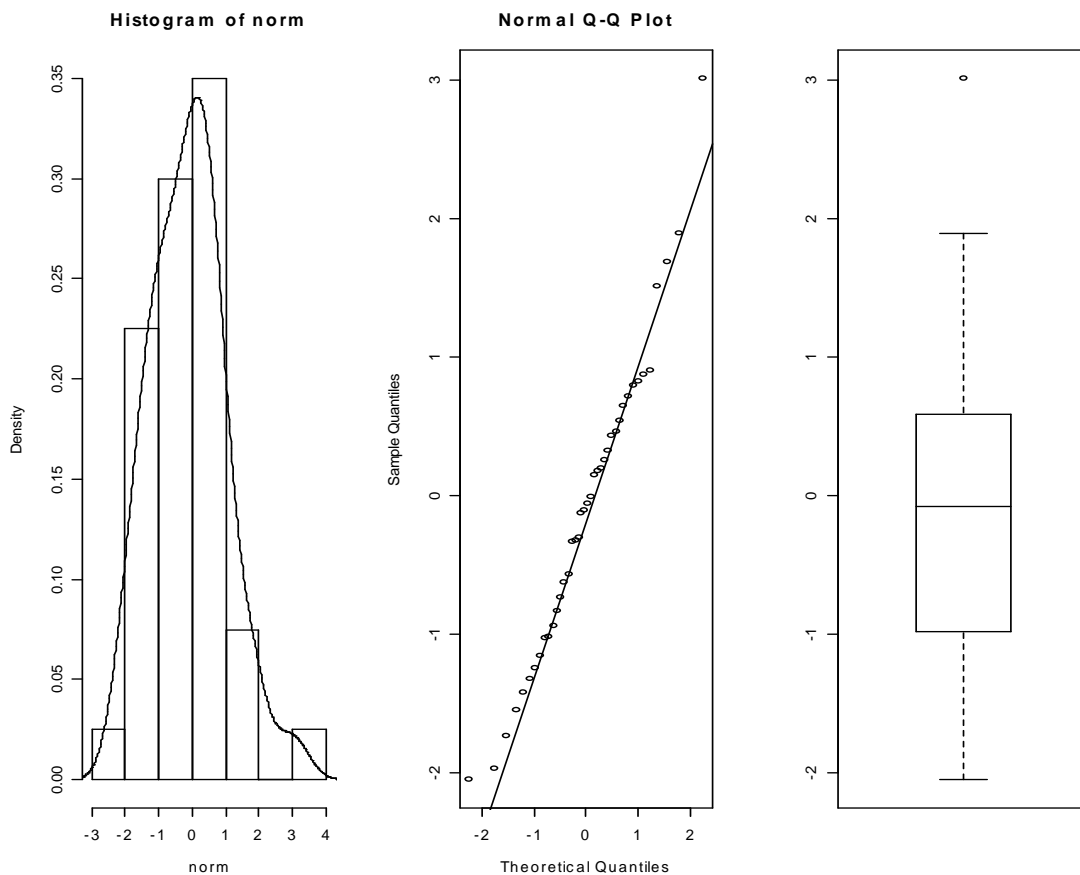 Histogram of norm
Density
0.00 0.05 0.10 0.15 0.20 0.25 0.30 0.35
-3 -2 -1 0 1 2 3 4
norm
Normal Q-Q Plot
Sample Quantiles
-2 -1 0 1 2 3
-2 -1 0 1 2
Theoretical Quantiles
-2 -1 0 1 2 3